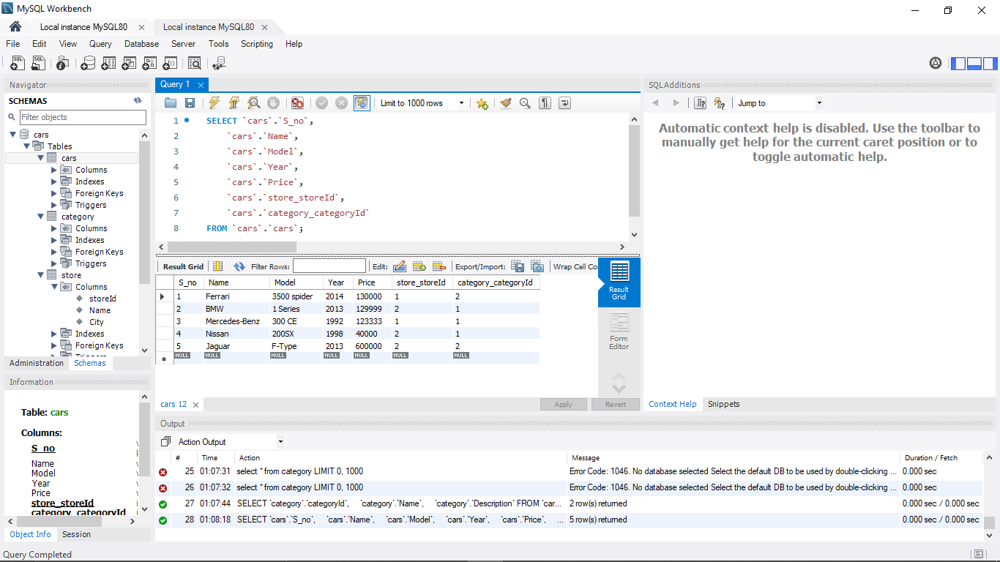 MySQL Workbench
Local instance MySQL80 Local instance MySQL80
File Edit View Query Database Server Tools Scripting Help
Navigator
SCHEMAS
Filter objects
cars
Tables
cars
Columns
Indexes
Foreign Keys
Triggers
category
Columns
Indexes
Foreign Keys
Triggers
store
Columns
storeId
Name
City
Indexes
Foreign Keys
Administration Schemas
Information
Table: cars
Columns:
S_no
Name
Model
Year
Price
store_storeId
category_categoryId
Object Info Session
Query 1
Limit to 1000 rows
1 SELECT `cars`.`S_no`,
2 `cars`.`Name`,
3 `cars`.`Model`,
4 `cars`.`Year`,
5 `cars`.`Price`,
6 `cars`.`store_storeId`,
7 `cars`.`category_categoryId`
8 FROM `cars`.`cars`;
Result Grid Filter Rows: Edit: Export/Import: Wrap Cell Co
S_no Name Model Year Price store_storeId category_categoryId
1 Ferrari 3500 spider 2014 130000 1 2
2 BMW 1 Series 2013 129999 2 1
3 Mercedes-Benz 300 CE 1992 123333 1 1
4 Nissan 200SX 1998 40000 2 1
5 Jaguar F-Type 2013 600000 2 2
NULL NULL NULL NULL NULL NULL NULL
Result
Grid
Form
Editor
cars 12 Apply Revert
SQLAdditions
Jump to
Automatic context help is disabled. Use the toolbar to
manually get help for the current caret position or to
toggle automatic help.
Context Help Snippets
Output
Action Output
# Time Action Message Duration / Fetch
25 01:07:31 select * from category LIMIT 0, 1000 Error Code: 1046. No database selected Select the default DB to be used by double-clicking ... 0.000 sec
26 01:07:32 select * from category LIMIT 0, 1000 Error Code: 1046. No database selected Select the default DB to be used by double-clicking ... 0.000 sec
27 01:07:44 SELECT `category`.`categoryId`, `category`.`Name`, `category`.`Description` FROM `car... 2 row(s) returned 0.000 sec / 0.000 sec
28 01:08:18 SELECT `cars`.`S_no`, `cars`.`Name`, `cars`.`Model`, `cars`.`Year`, `cars`.`Price`, ... 5 row(s) returned 0.000 sec / 0.000 sec
Query Completed